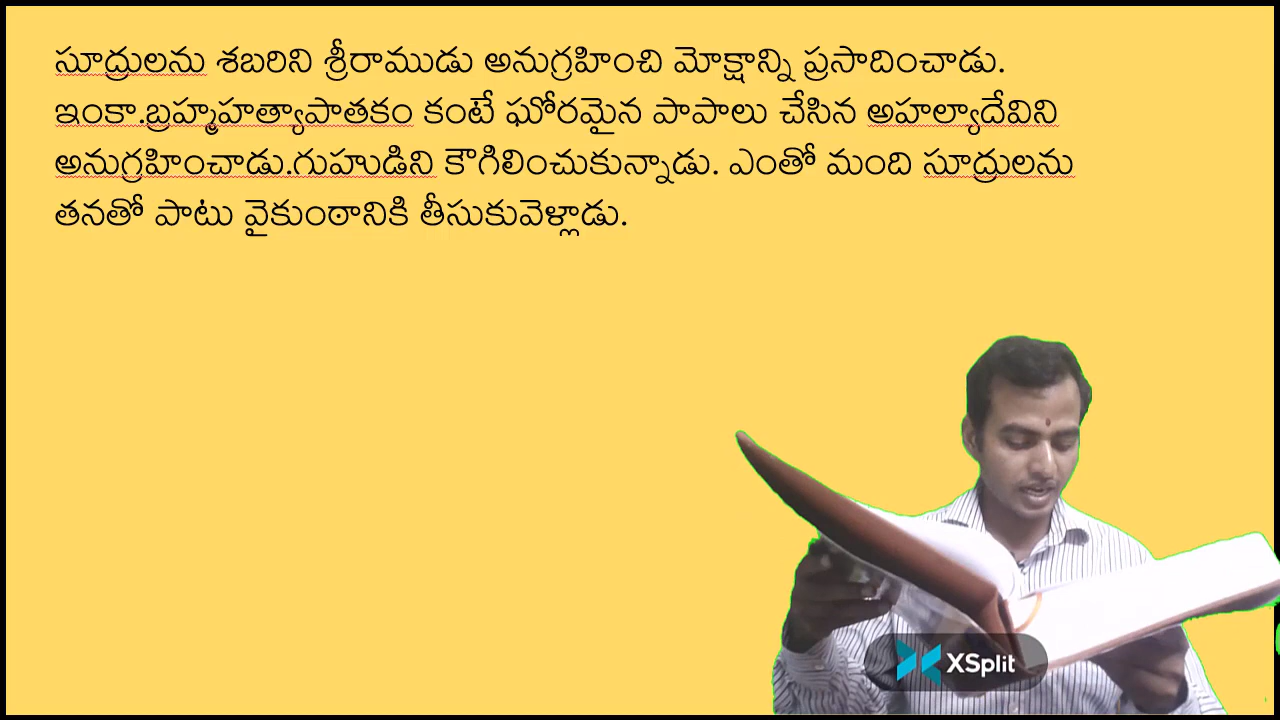 సూద్రులను శబరిని శ్రీరాముడు అనుగ్రహించి మోక్షాన్ని ప్రసాదించాడు.
ఇంకా.బ్రహ్మహత్యాపాతకం కంటే ఘోరమైన పాపాలు చేసిన అహల్యాదేవిని
అనుగ్రహించాడు.గుహుడిని కౌగిలించుకున్నాడు. ఎంతో మంది సూద్రులను
తనతో పాటు వైకుంఠానికి తీసుకువెళ్లాడు.
XSplit